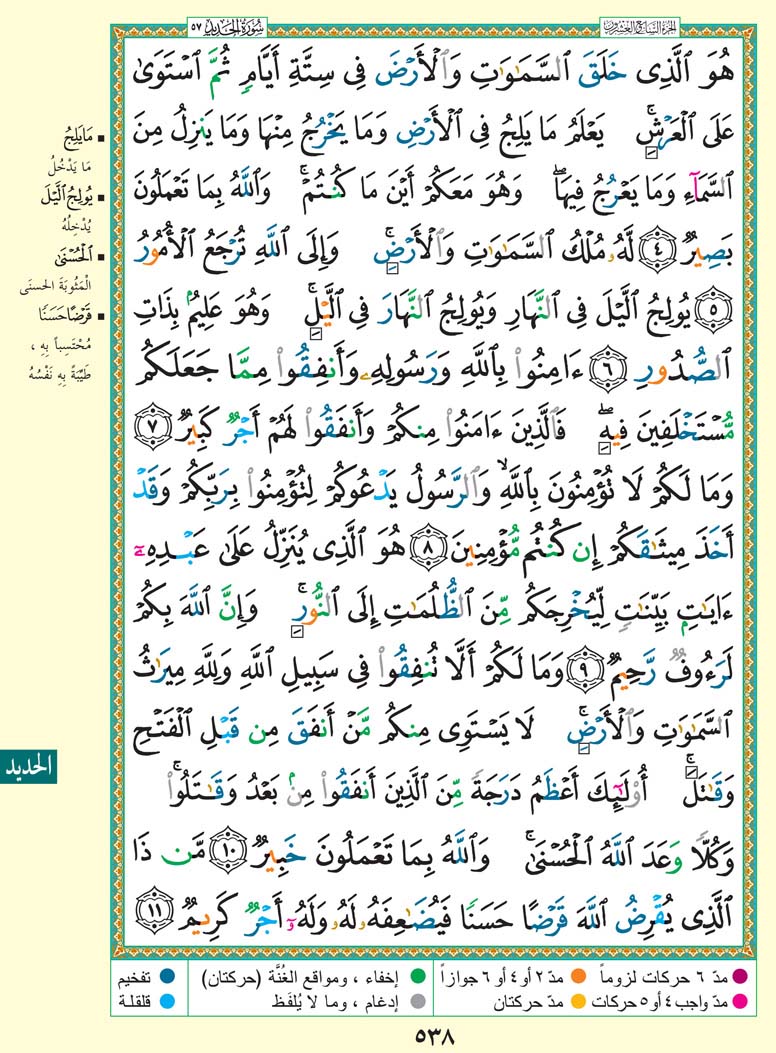 الجزء السابع والعشرون
سورة الحديد ٥٧
هُوَ ٱلَّذِى خَلَقَ ٱلسَّمَٰوَٰتِ وَٱلْأَرْضَ فِى سِتَّةِ أَيَّامٍ ثُمَّ ٱسْتَوَىٰ
عَلَى ٱلْعَرْشِ ۚ يَعْلَمُ مَا يَلِجُ فِى ٱلْأَرْضِ وَمَا يَخْرُجُ مِنْهَا وَمَا يَنزِلُ مِنَ
ٱلسَّمَآءِ وَمَا يَعْرُجُ فِيهَا ۖ وَهُوَ مَعَكُمْ أَيْنَ مَا كُنتُمْ ۚ وَٱللَّهُ بِمَا تَعْمَلُونَ
بَصِيرٌ ٤ لَّهُۥ مُلْكُ ٱلسَّمَٰوَٰتِ وَٱلْأَرْضِ ۚ وَإِلَى ٱللَّهِ تُرْجَعُ ٱلْأُمُورُ
٥ يُولِجُ ٱلَّيْلَ فِى ٱلنَّهَارِ وَيُولِجُ ٱلنَّهَارَ فِى ٱلَّيْلِ ۚ وَهُوَ عَلِيمٌۢ بِذَاتِ
ٱلصُّدُورِ ٦ ءَامِنُوا۟ بِٱللَّهِ وَرَسُولِهِۦ وَأَنفِقُوا۟ مِمَّا جَعَلَكُم
مُّسْتَخْلَفِينَ فِيهِ ۖ فَٱلَّذِينَ ءَامَنُوا۟ مِنكُمْ وَأَنفَقُوا۟ لَهُمْ أَجْرٌ كَبِيرٌ ٧
وَمَا لَكُمْ لَا تُؤْمِنُونَ بِٱللَّهِ ۙ وَٱلرَّسُولُ يَدْعُوكُمْ لِتُؤْمِنُوا۟ بِرَبِّكُمْ وَقَدْ
أَخَذَ مِيثَٰقَكُمْ إِن كُنتُم مُّؤْمِنِينَ ٨ هُوَ ٱلَّذِى يُنَزِّلُ عَلَىٰ عَبْدِهِۦٓ
ءَايَٰتٍۭ بَيِّنَٰتٍ لِّيُخْرِجَكُم مِّنَ ٱلظُّلُمَٰتِ إِلَى ٱلنُّورِ ۚ وَإِنَّ ٱللَّهَ بِكُمْ
لَرَءُوفٌ رَّحِيمٌ ٩ وَمَا لَكُمْ أَلَّا تُنفِقُوا۟ فِى سَبِيلِ ٱللَّهِ وَلِلَّهِ مِيرَٰثُ
ٱلسَّمَٰوَٰتِ وَٱلْأَرْضِ ۚ لَا يَسْتَوِى مِنكُم مَّنْ أَنفَقَ مِن قَبْلِ ٱلْفَتْحِ
وَقَٰتَلَ ۚ أُو۟لَٰٓئِكَ أَعْظَمُ دَرَجَةً مِّنَ ٱلَّذِينَ أَنفَقُوا۟ مِنۢ بَعْدُ وَقَٰتَلُوا۟ ۚ
وَكُلًّا وَعَدَ ٱللَّهُ ٱلْحُسْنَىٰ ۚ وَٱللَّهُ بِمَا تَعْمَلُونَ خَبِيرٌ ١٠ مَّن ذَا
ٱلَّذِى يُقْرِضُ ٱللَّهَ قَرْضًا حَسَنًا فَيُضَٰعِفَهُۥ لَهُۥ وَلَهُۥٓ أَجْرٌ كَرِيمٌ ١١
▪ مَا يَلِجُ
مَا يَدْخُلُ
▪ يُولِجُ ٱلَّيْلَ
يُدْخِلُهُ
▪ ٱلْحُسْنَىٰ
الْمَثُوبَةَ الحسنَى
▪ قَرْضًا حَسَنًا
مُحْتَسِباً بِهِ ،
طَيِّبَةً بِهِ نَفْسُهُ
الحديد
مدّ ٦ حركات لزوماً
مدّ ٢ أو ٤ أو ٦ جوازاً
إخفاء ، ومواقع الغُنَّة (حركتان)
تفخيم
مدّ واجب ٤ أو ٥ حركات
مدّ حركتان
إدغام ، وما لا يُلفَظ
قلقلة
٥٣٨